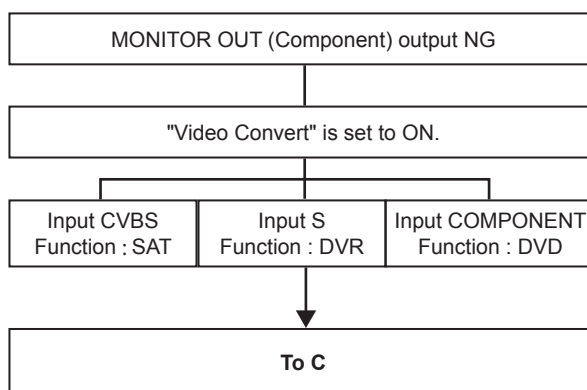 MONITOR OUT (Component) output NG
"Video Convert" is set to ON.
Input CVBS
Function : SAT
Input S
Function : DVR
Input COMPONENT
Function : DVD
To C